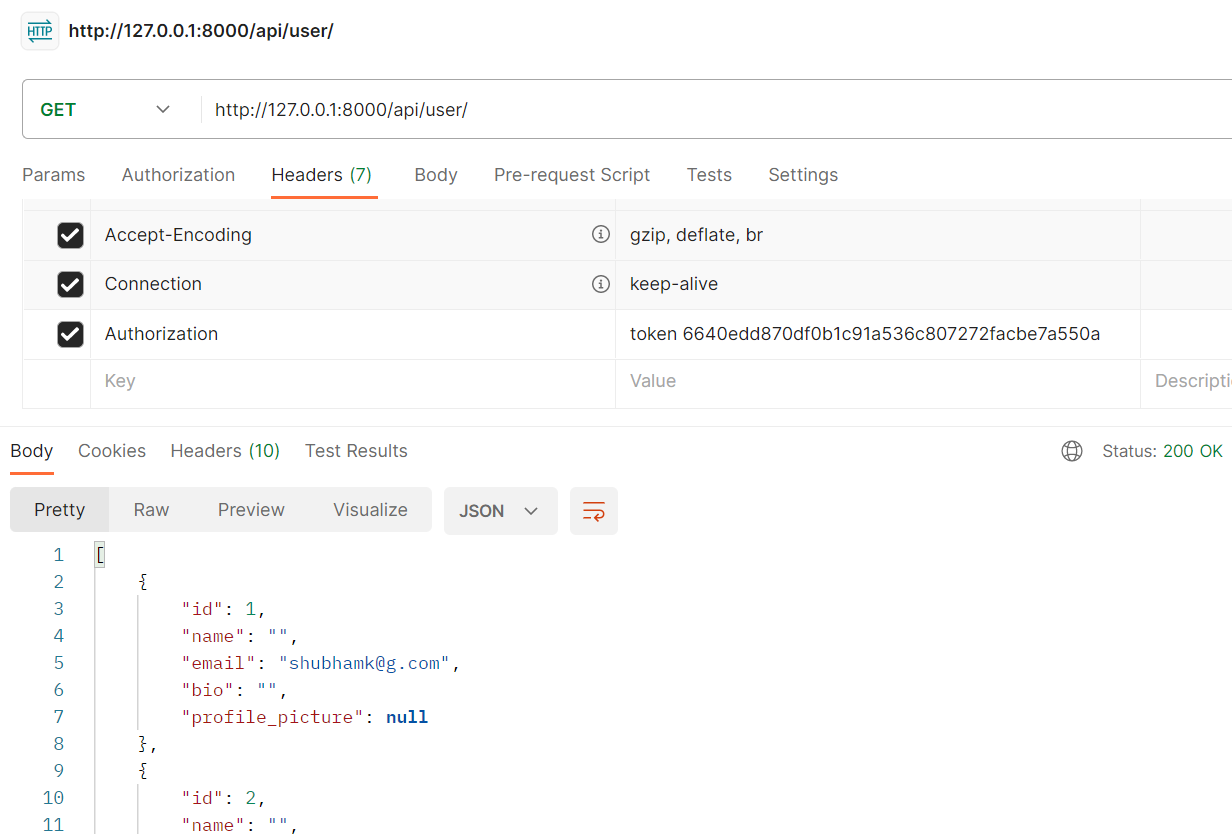 HTTP http://127.0.0.1:8000/api/user/
GET http://127.0.0.1:8000/api/user/
Params Authorization Headers (7) Body Pre-request Script Tests Settings
Accept-Encoding gzip, deflate, br
Connection keep-alive
Authorization token 6640edd870df0b1c91a536c807272facbe7a550a
Key Value Descripti
Body Cookies Headers (10) Test Results Status: 200 OK
Pretty Raw Preview Visualize JSON
1 [
2 {
3 "id": 1,
4 "name": "",
5 "email": "shubhamk@g.com",
6 "bio": "",
7 "profile_picture": null
8 },
9 {
10 "id": 2,
11 "name": "",